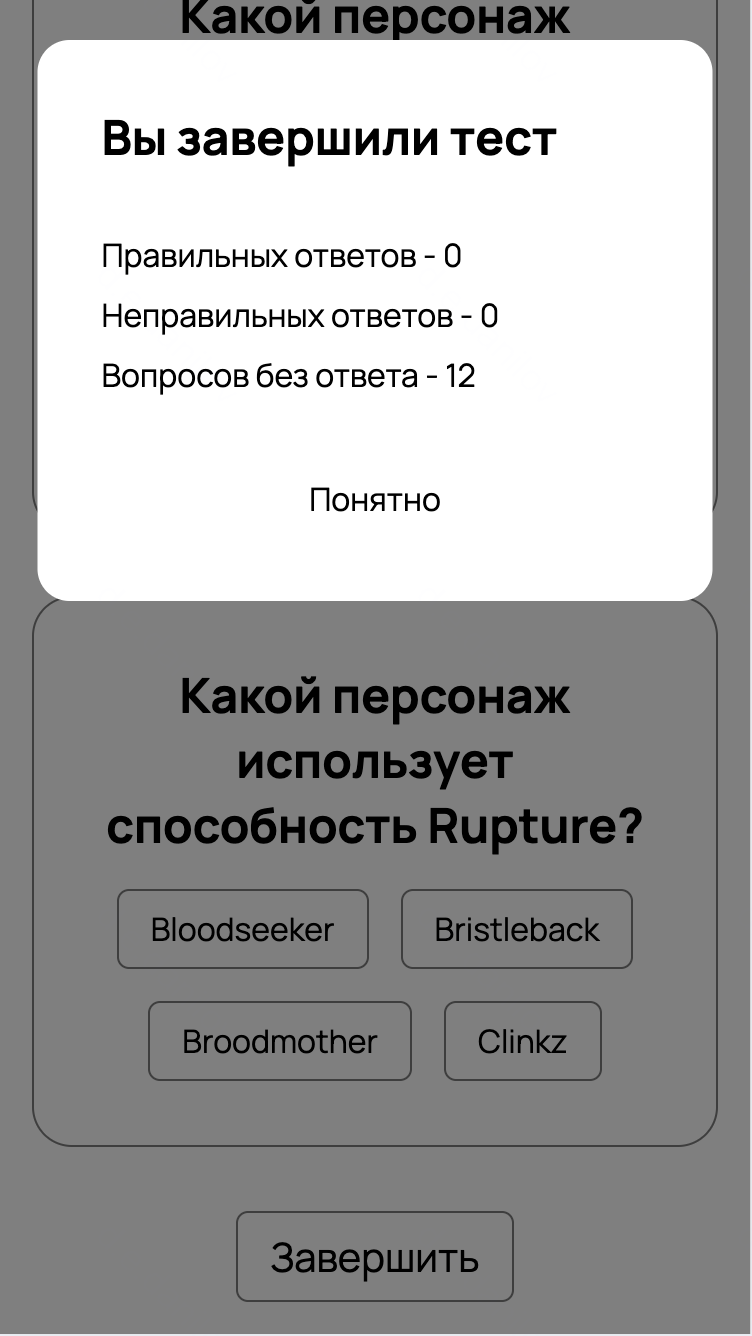 Какой персонаж
Вы завершили тест
Правильных ответов - 0
Неправильных ответов - 0
Вопросов без ответа - 12
Понятно
Какой персонаж
использует
способность Rupture?
Bloodseeker
Bristleback
Broodmother
Clinkz
Завершить